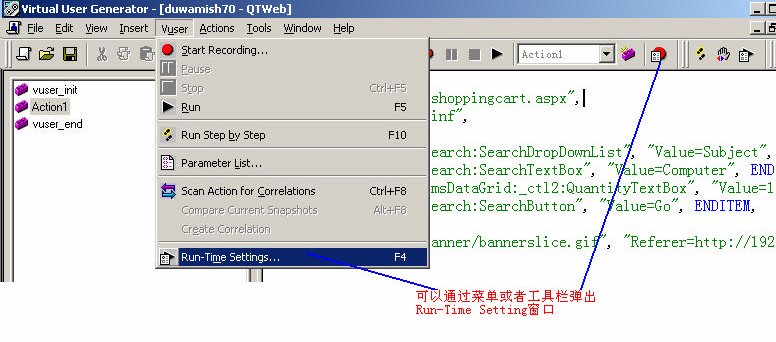 Virtual User Generator - [duwamish70 - QTWeb]
File Edit View Insert Vuser Actions Tools Window Help
Action1
vuser_init
Action1
vuser_end
Start Recording...
Pause
Stop Ctrl+F5
Run F5
Run Step by Step F10
Parameter List...
Scan Action for Correlations Ctrl+F8
Compare Current Snapshots Alt+F8
Create Correlation
Run-Time Settings... F4
shoppingcart.aspx",
inf",
earch:SearchDropDownList", "Value=Subject",
earch:SearchTextBox", "Value=Computer", END
msDataGrid:_ctl2:QuantityTextBox", "Value=1
earch:SearchButton", "Value=Go", ENDITEM,
anner/bannerslice.gif", "Referer=http://192
可以通过菜单或者工具栏弹出
Run-Time Setting窗口